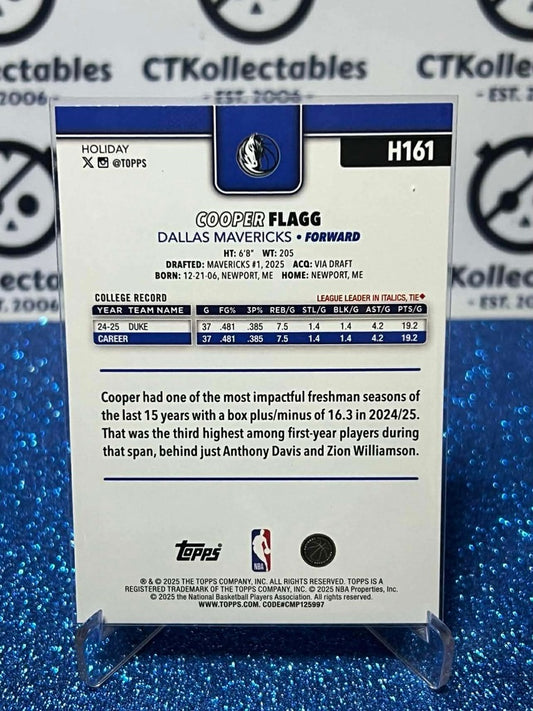 CTKollectables
CTKollec
- EST. 2006 -
- EST. 2
HOLIDAY
@TOPPS
H161
COOPER FLAGG
DALLAS MAVERICKS • FORWARD
HT: 6'8" WT: 205
DRAFTED: MAVERICKS #1, 2025 ACQ: VIA DRAFT
BORN: 12-21-06, NEWPORT, ME HOME: NEWPORT, ME
COLLEGE RECORD LEAGUE LEADER IN ITALICS, TIE♦
YEAR TEAM NAME G FG% 3P% REB/G STL/G BLK/G AST/G PTS/G
24-25 DUKE 37 .481 .385 7.5 1.4 1.4 4.2 19.2
CAREER 37 .481 .385 7.5 1.4 1.4 4.2 19.2
Cooper had one of the most impactful freshman seasons of
the last 15 years with a box plus/minus of 16.3 in 2024/25.
That was the third highest among first-year players during
that span, behind just Anthony Davis and Zion Williamson.
Topps
NBA
® & © 2025 THE TOPPS COMPANY, INC. ALL RIGHTS RESERVED. TOPPS IS A
REGISTERED TRADEMARK OF THE TOPPS COMPANY, INC. © 2025 NBA Properties, Inc.
© 2025 the National Basketball Players Association. All rights reserved.
WWW.TOPPS.COM. CODE#CMP125997